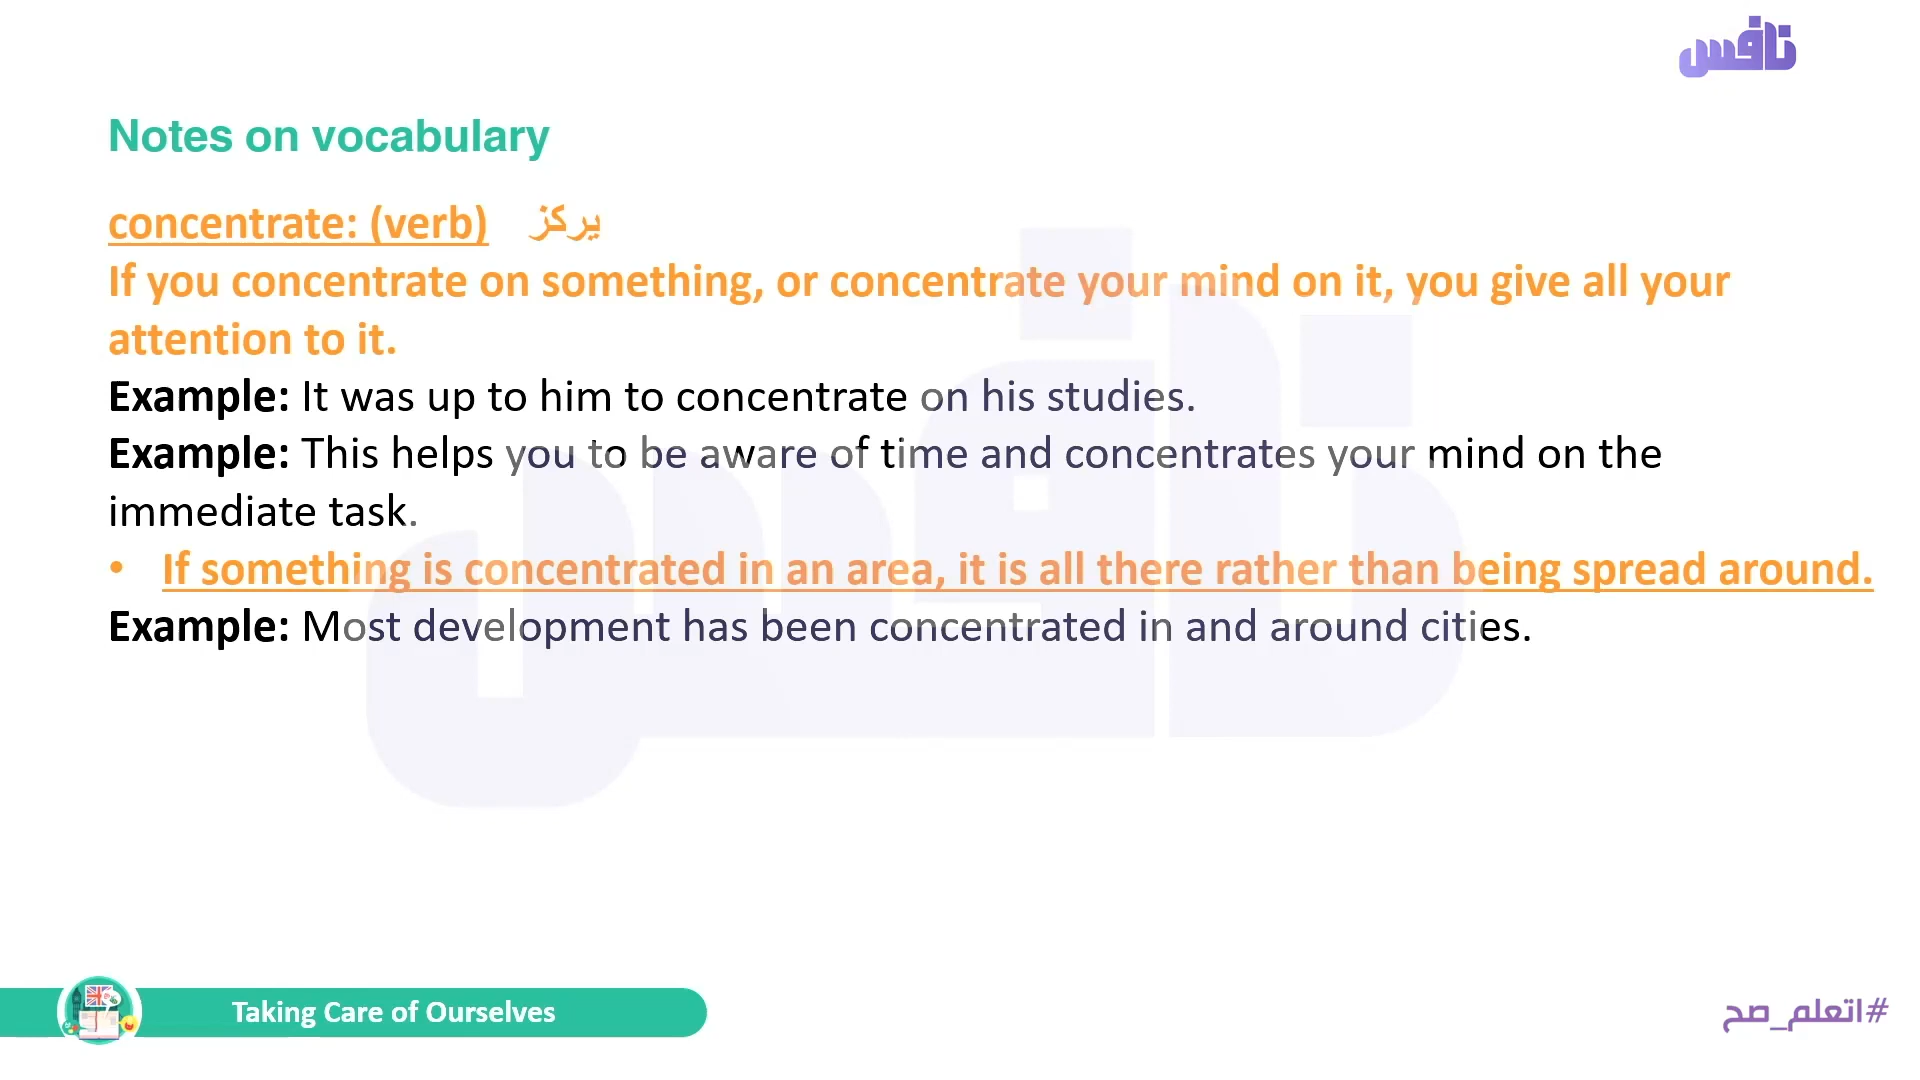 نافس
Notes on vocabulary
concentrate: (verb) يركز
If you concentrate on something, or concentrate your mind on it, you give all your
attention to it.
Example: It was up to him to concentrate on his studies.
Example: This helps you to be aware of time and concentrates your mind on the
immediate task.
• If something is concentrated in an area, it is all there rather than being spread around.
Example: Most development has been concentrated in and around cities.
Taking Care of Ourselves
#اتعلم_صح